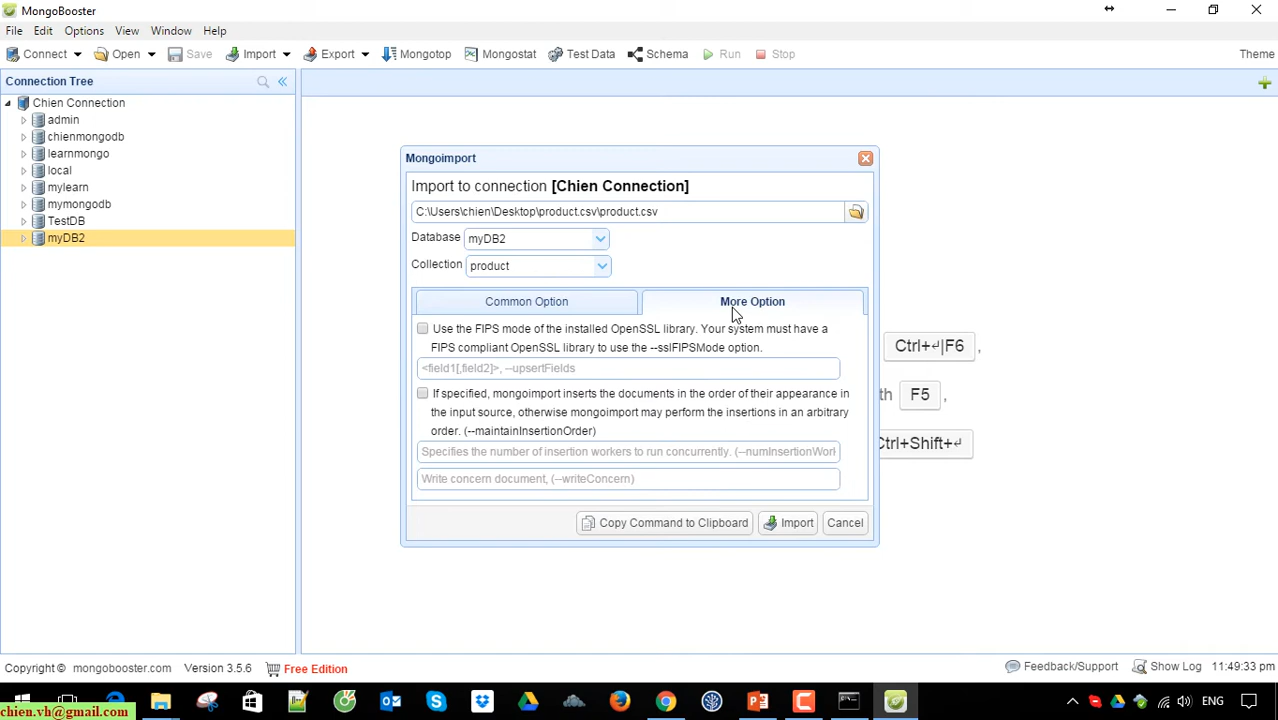 MongoBooster
File Edit Options View Window Help
Connect Open Save Import Export Mongotop Mongostat Test Data Schema Run Stop Theme
Connection Tree
Chien Connection
admin
chienmongodb
learnmongo
local
mylearn
mymongodb
TestDB
myDB2
Mongoimport
Import to connection [Chien Connection]
C:\Users\chien\Desktop\product.csv\product.csv
Database myDB2
Collection product
Common Option More Option
Use the FIPS mode of the installed OpenSSL library. Your system must have a
FIPS compliant OpenSSL library to use the --sslFIPSMode option.
<field1[,field2]>, --upsertFields
If specified, mongoimport inserts the documents in the order of their appearance in
the input source, otherwise mongoimport may perform the insertions in an arbitrary
order. (--maintainInsertionOrder)
Specifies the number of insertion workers to run concurrently. (--numInsertionWor
Write concern document, (--writeConcern)
Copy Command to Clipboard Import Cancel
Ctrl+↵|F6 ,
th F5 ,
Ctrl+Shift+↵
Copyright © mongobooster.com Version 3.5.6 Free Edition Feedback/Support Show Log 11:49:33 pm
ENG
chien.vh@gmail.com